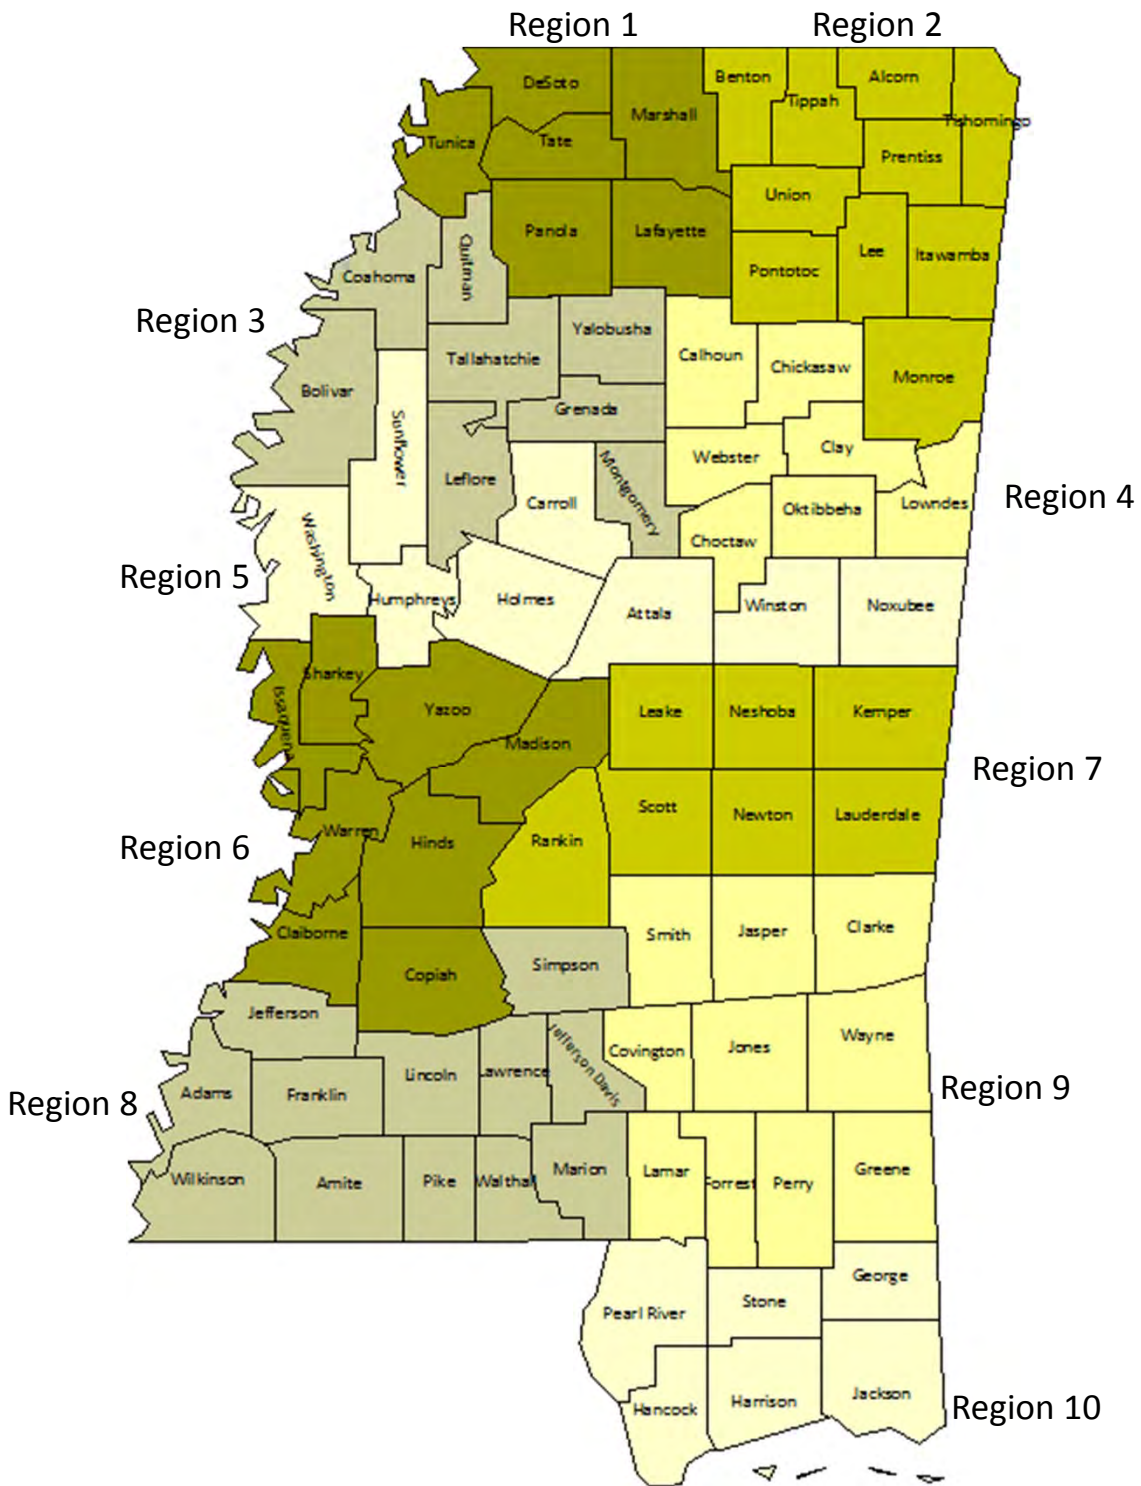 Region 1
Region 2
DeSoto
Marshall
Benton
Tippah
Alcorn
Tishomingo
Tunica
Tate
Prentiss
Union
Panola
Lafayette
Lee
Itawamba
Pontotoc
Quitman
Coahoma
Region 3
Yalobusha
Tallahatchie
Calhoun
Chickasaw
Monroe
Bolivar
Grenada
Sunflower
Clay
Webster
Leflore
Montgomery
Carroll
Lowndes
Region 4
Oktibbeha
Choctaw
Washington
Region 5
Humphreys
Holmes
Attala
Winston
Noxubee
Sharkey
Issaquena
Yazoo
Leake
Neshoba
Kemper
Madison
Region 7
Scott
Newton
Lauderdale
Warren
Region 6
Hinds
Rankin
Claiborne
Smith
Jasper
Clarke
Copiah
Simpson
Jefferson
Covington
Jones
Wayne
Jefferson Davis
Lawrence
Lincoln
Adams
Franklin
Region 8
Region 9
Wilkinson
Amite
Pike
Walthal
Marion
Lamar
Forrest
Perry
Greene
George
Stone
Pearl River
Jackson
Harrison
Hancock
Region 10